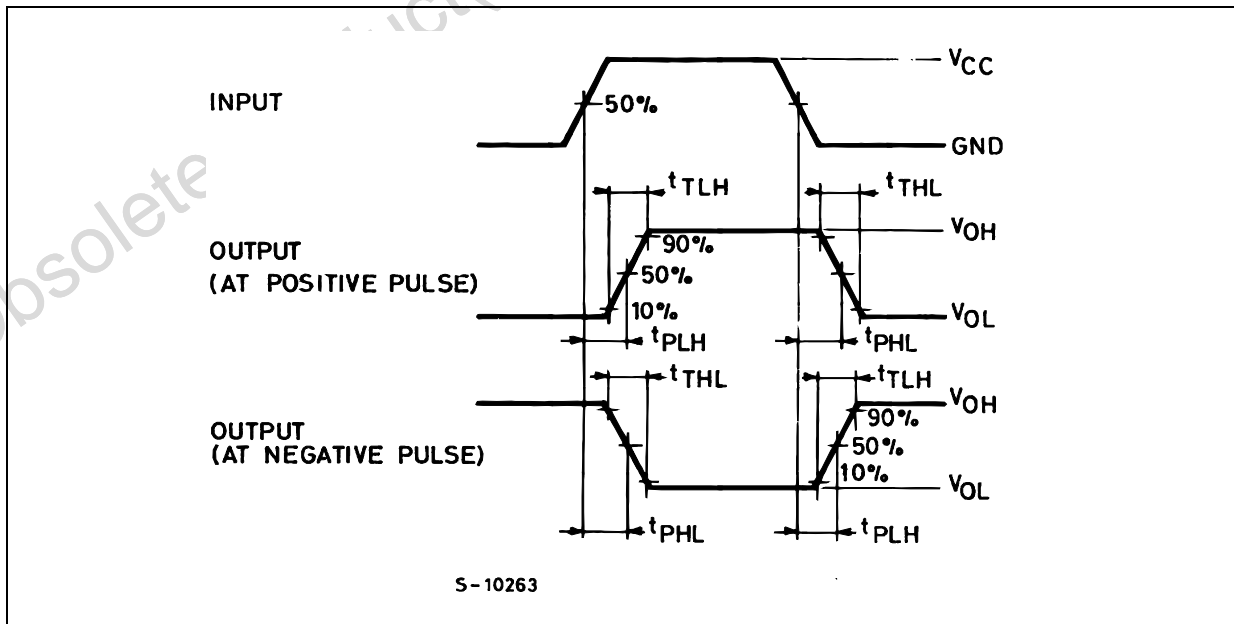 INPUT
50%
VCC
GND
tTLH
tTHL
OUTPUT
(AT POSITIVE PULSE)
90%
50%
10%
VOH
VOL
tPLH
tPHL
tTHL
tTLH
OUTPUT
(AT NEGATIVE PULSE)
VOH
90%
50%
10%
VOL
tPHL
tPLH
S-10263
Obsolete